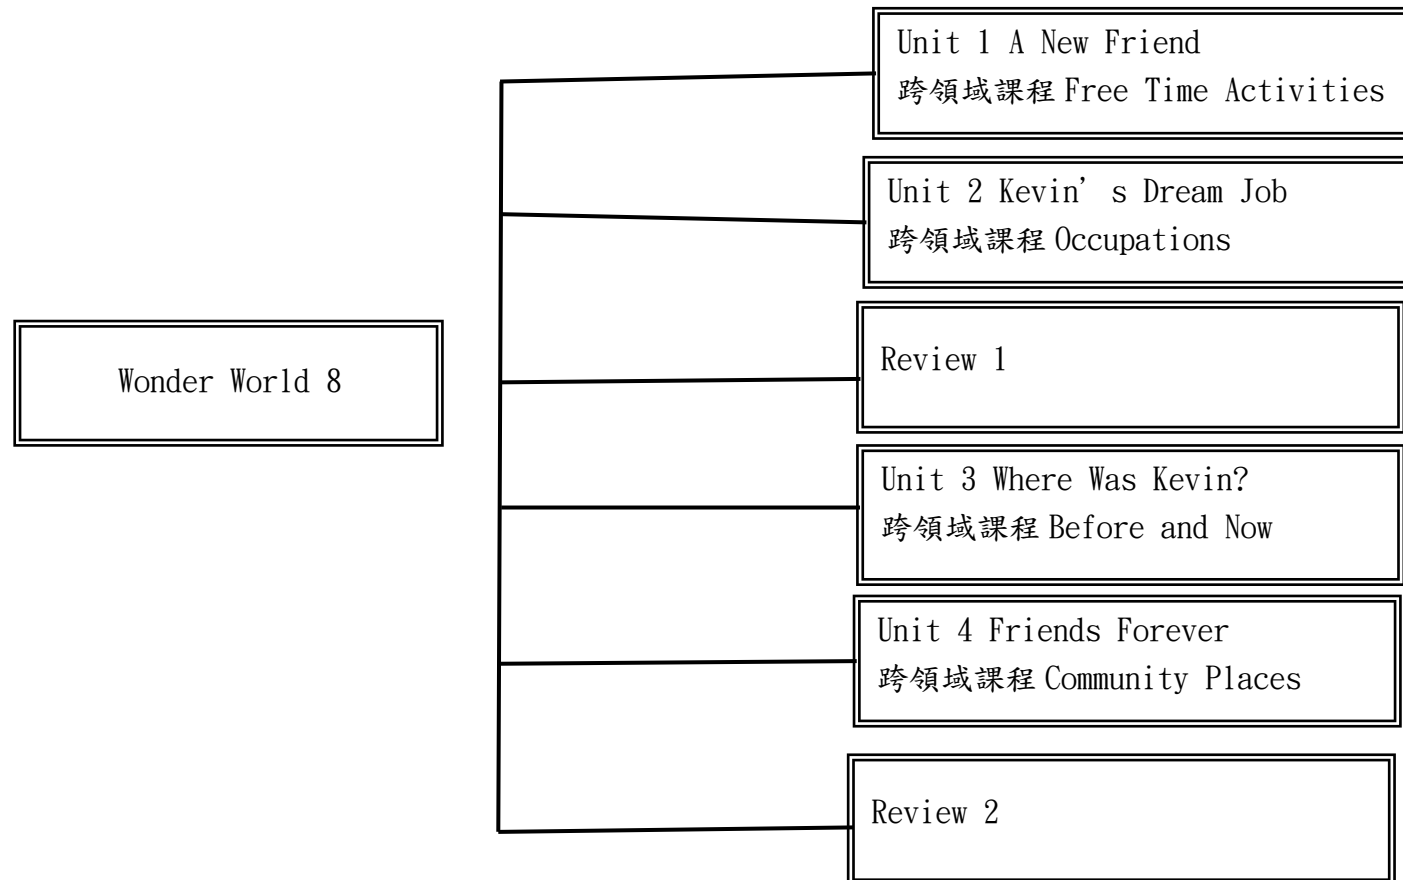 Unit 1 A New Friend
跨領域課程 Free Time Activities
Unit 2 Kevin’s Dream Job
跨領域課程 Occupations
Wonder World 8
Review 1
Unit 3 Where Was Kevin?
跨領域課程 Before and Now
Unit 4 Friends Forever
跨領域課程 Community Places
Review 2